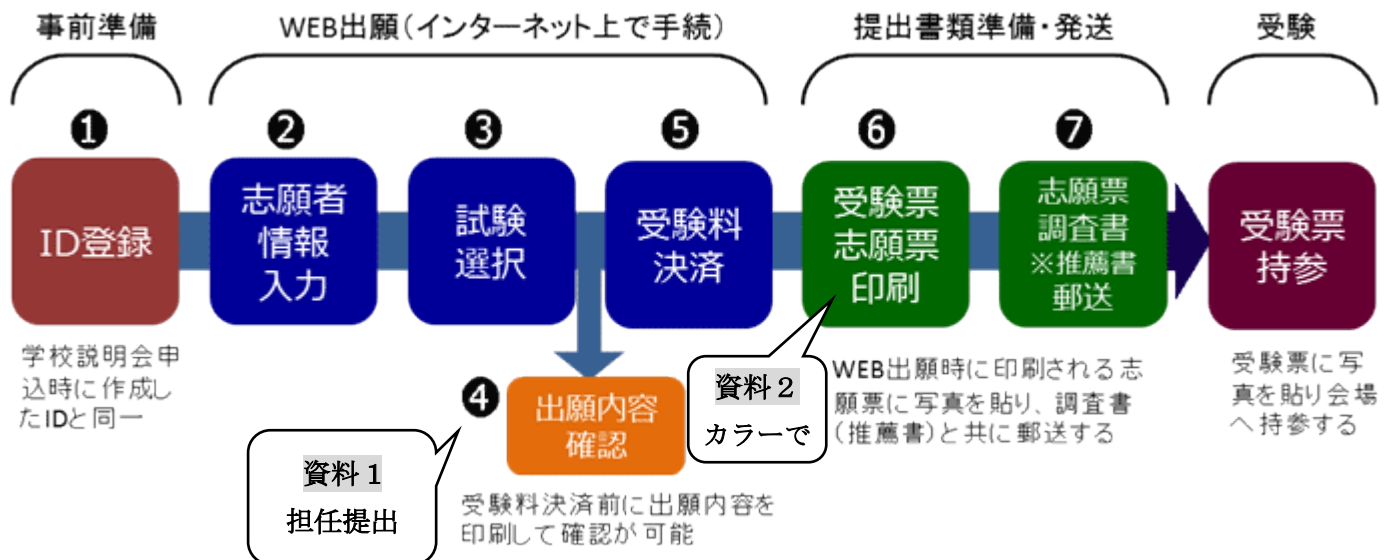 事前準備
WEB出願(インターネット上で手続)
提出書類準備・発送
受験
❶
❷
❸
❺
❻
❼
ID登録
志願者
情報
入力
試験
選択
受験料
決済
受験票
志願票
印刷
志願票
調査書
※推薦書
郵送
受験票
持参
学校説明会申
込時に作成し
たIDと同一
❹
出願内容
確認
資料1
担任提出
受験料決済前に出願内容を
印刷して確認が可能
資料2
カラーで
WEB出願時に印刷される志
願票に写真を貼り、調査書
(推薦書)と共に郵送する
受験票に写
真を貼り会場
へ持参する